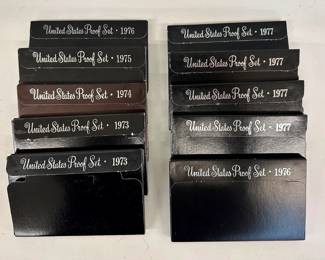 United States Proof Set · 1976
United States Proof Set · 1975
United States Proof Set · 1974
United States Proof Set · 1973
United States Proof Set · 1973
United States Proof Set · 1977
United States Proof Set · 1977
United States Proof Set · 1977
United States Proof Set · 1977
United States Proof Set · 1976